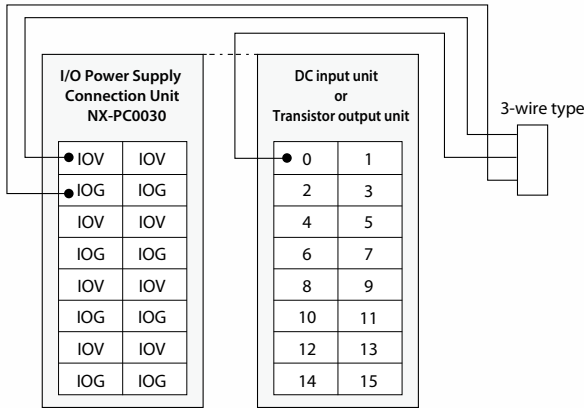 I/O Power Supply
Connection Unit
NX-PC0030
DC input unit
or
Transistor output unit
3-wire type
IOV IOV
IOG IOG
IOV IOV
IOG IOG
IOV IOV
IOG IOG
IOV IOV
IOG IOG
0 1
2 3
4 5
6 7
8 9
10 11
12 13
14 15